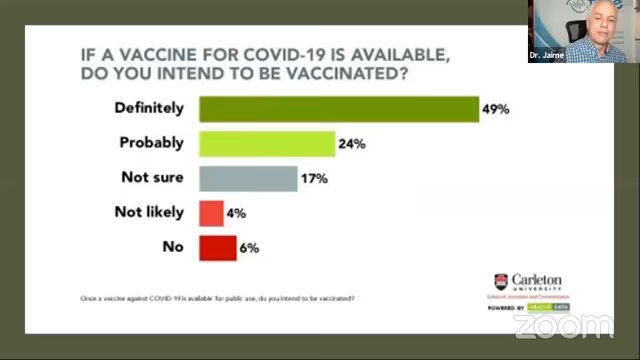 IF A VACCINE FOR COVID-19 IS AVAILABLE,
DO YOU INTEND TO BE VACCINATED?
Dr. Jaime
Definitely 49%
Probably 24%
Not sure 17%
Not likely 4%
No 6%
Once a vaccine against COVID-19 is available for public use, do you intend to be vaccinated?
Carleton
UNIVERSITY
School of Journalism and Communication
POWERED BY ABACUS DATA
zoom